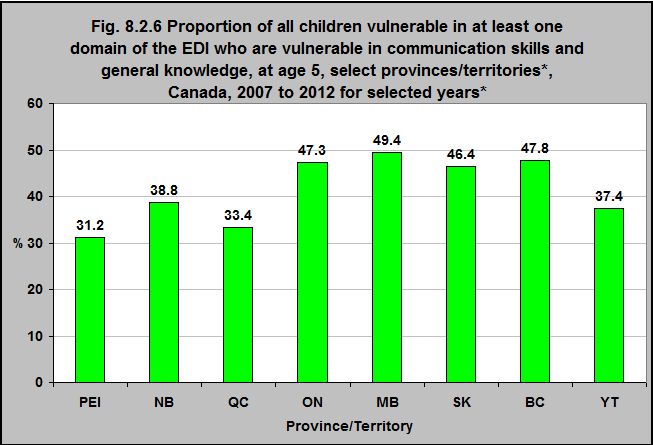 Fig. 8.2.6 Proportion of all children vulnerable in at least one
domain of the EDI who are vulnerable in communication skills and
general knowledge, at age 5, select provinces/territories*,
Canada, 2007 to 2012 for selected years*
60
50
40
% 30
20
10
0
31.2
38.8
33.4
47.3
49.4
46.4
47.8
37.4
PEI NB QC ON MB SK BC YT
Province/Territory